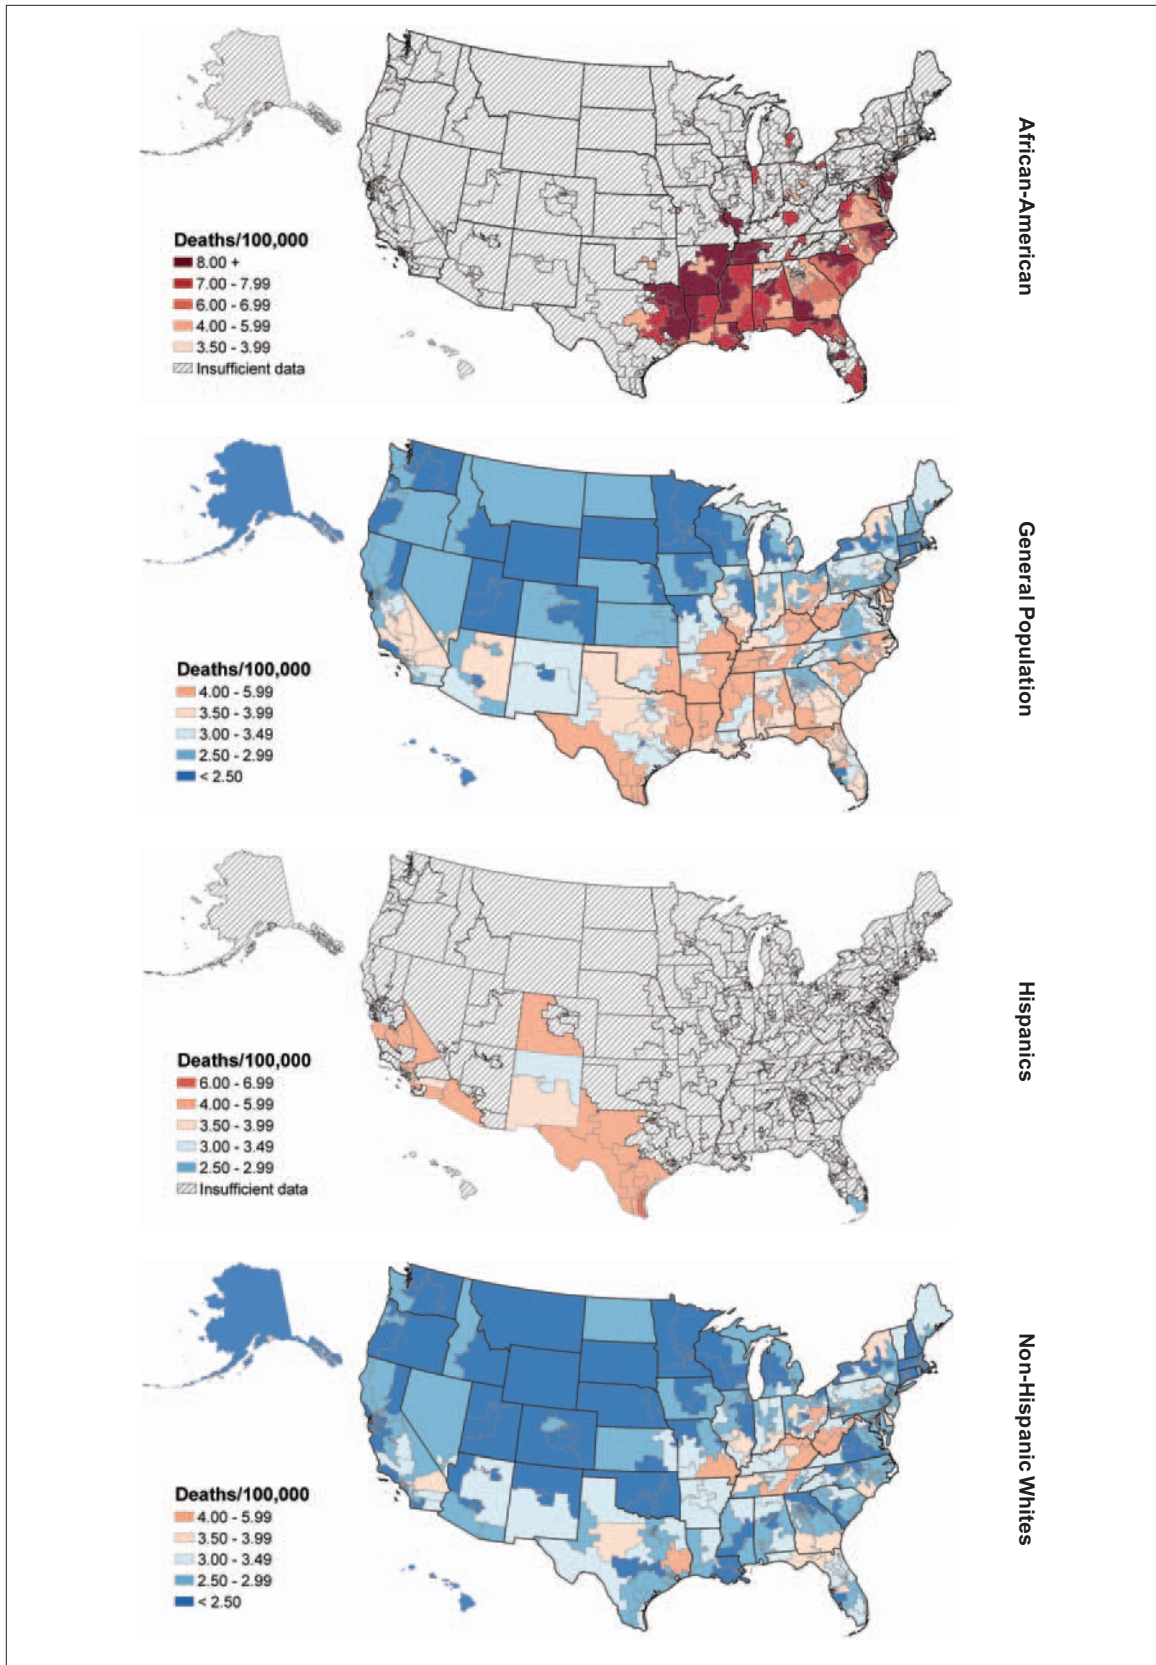 African-American
Deaths/100,000
8.00 +
7.00 - 7.99
6.00 - 6.99
4.00 - 5.99
3.50 - 3.99
Insufficient data
General Population
Deaths/100,000
4.00 - 5.99
3.50 - 3.99
3.00 - 3.49
2.50 - 2.99
< 2.50
Hispanics
Deaths/100,000
6.00 - 6.99
4.00 - 5.99
3.50 - 3.99
3.00 - 3.49
2.50 - 2.99
Insufficient data
Non-Hispanic Whites
Deaths/100,000
4.00 - 5.99
3.50 - 3.99
3.00 - 3.49
2.50 - 2.99
< 2.50